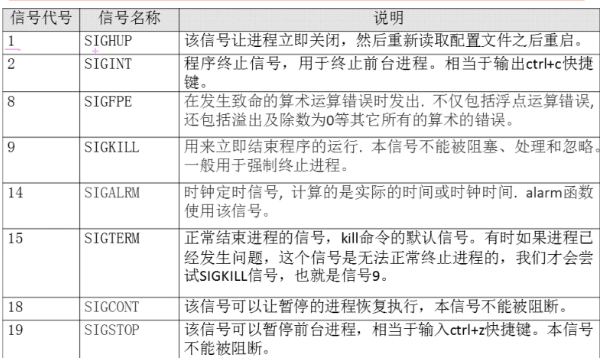 信号代号 信号名称 说明
1 SIGHUP 该信号让进程立即关闭，然后重新读取配置文件之后重启。
2 SIGINT 程序终止信号，用于终止前台进程。相当于输出ctrl+c快捷
键。
8 SIGFPE 在发生致命的算术运算错误时发出. 不仅包括浮点运算错误,
还包括溢出及除数为0等其它所有的算术的错误。
9 SIGKILL 用来立即结束程序的运行. 本信号不能被阻塞、处理和忽略。
一般用于强制终止进程。
14 SIGALRM 时钟定时信号, 计算的是实际的时间或时钟时间. alarm函数
使用该信号。
15 SIGTERM 正常结束进程的信号，kill命令的默认信号。有时如果进程已
经发生问题，这个信号是无法正常终止进程的，我们才会尝
试SIGKILL信号，也就是信号9。
18 SIGCONT 该信号可以让暂停的进程恢复执行，本信号不能被阻断。
19 SIGSTOP 该信号可以暂停前台进程，相当于输入ctrl+z快捷键。本信号
不能被阻断。